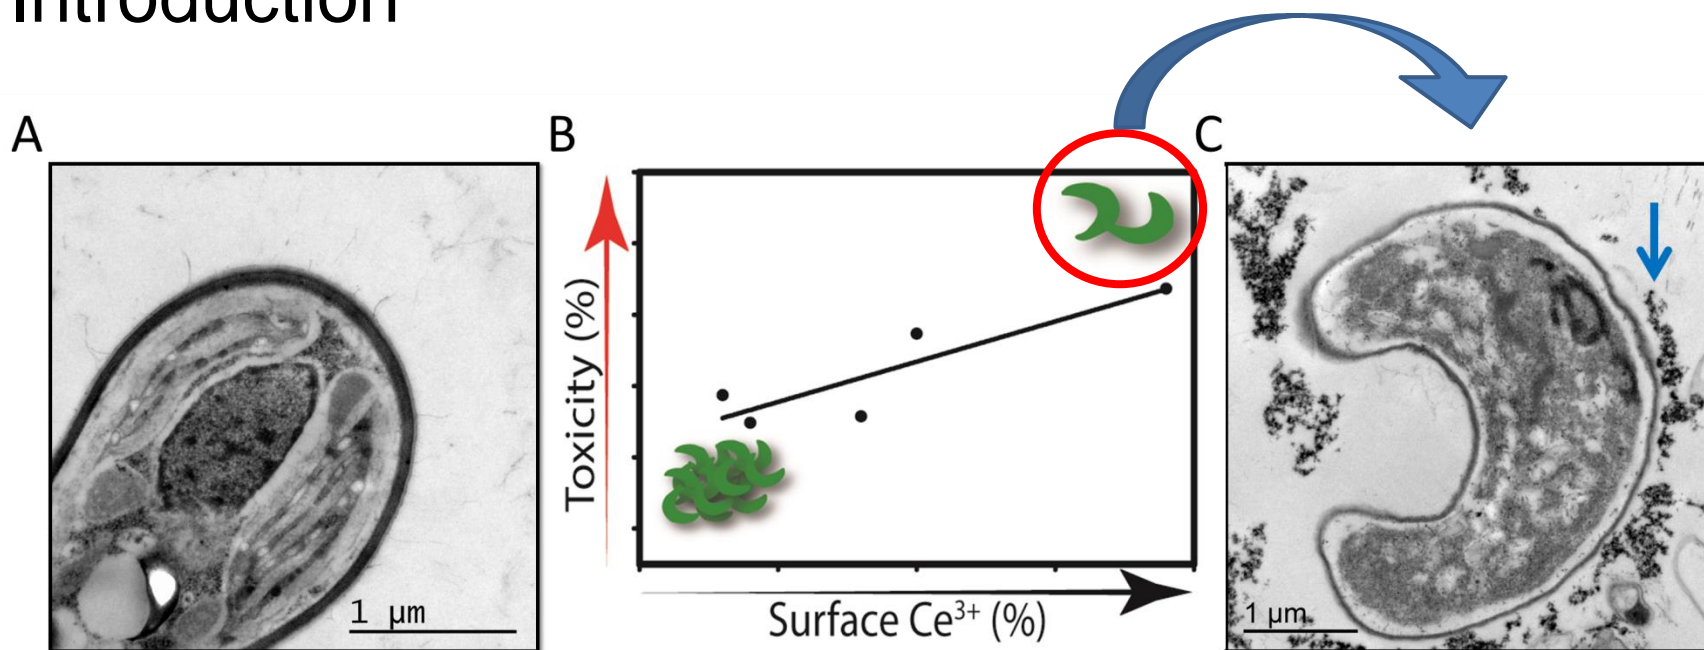 Introduction
A
B
C
Toxicity (%)
Surface Ce³⁺ (%)
1 µm
1 µm